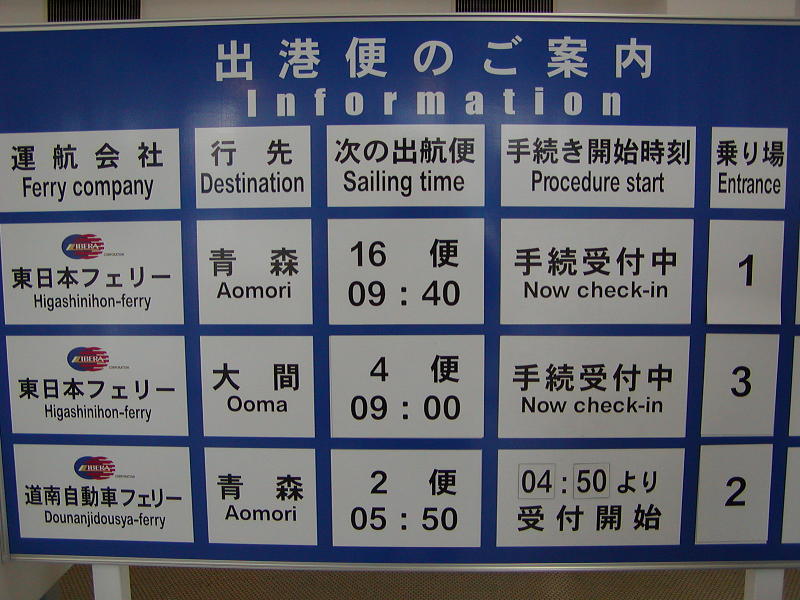 出港便のご案内
Information
運航会社 行先 次の出航便 手続き開始時刻 乗り場
Ferry company Destination Sailing time Procedure start Entrance
LIBERA
CORPORATION
東日本フェリー 青森 16 便 手続受付中 1
Higashinihon-ferry Aomori 09:40 Now check-in
LIBERA
CORPORATION
東日本フェリー 大間 4 便 手続受付中 3
Higashinihon-ferry Ooma 09:00 Now check-in
LIBERA
CORPORATION
道南自動車フェリー 青森 2 便 04:50より 2
Dounanjidousya-ferry Aomori 05:50 受付開始